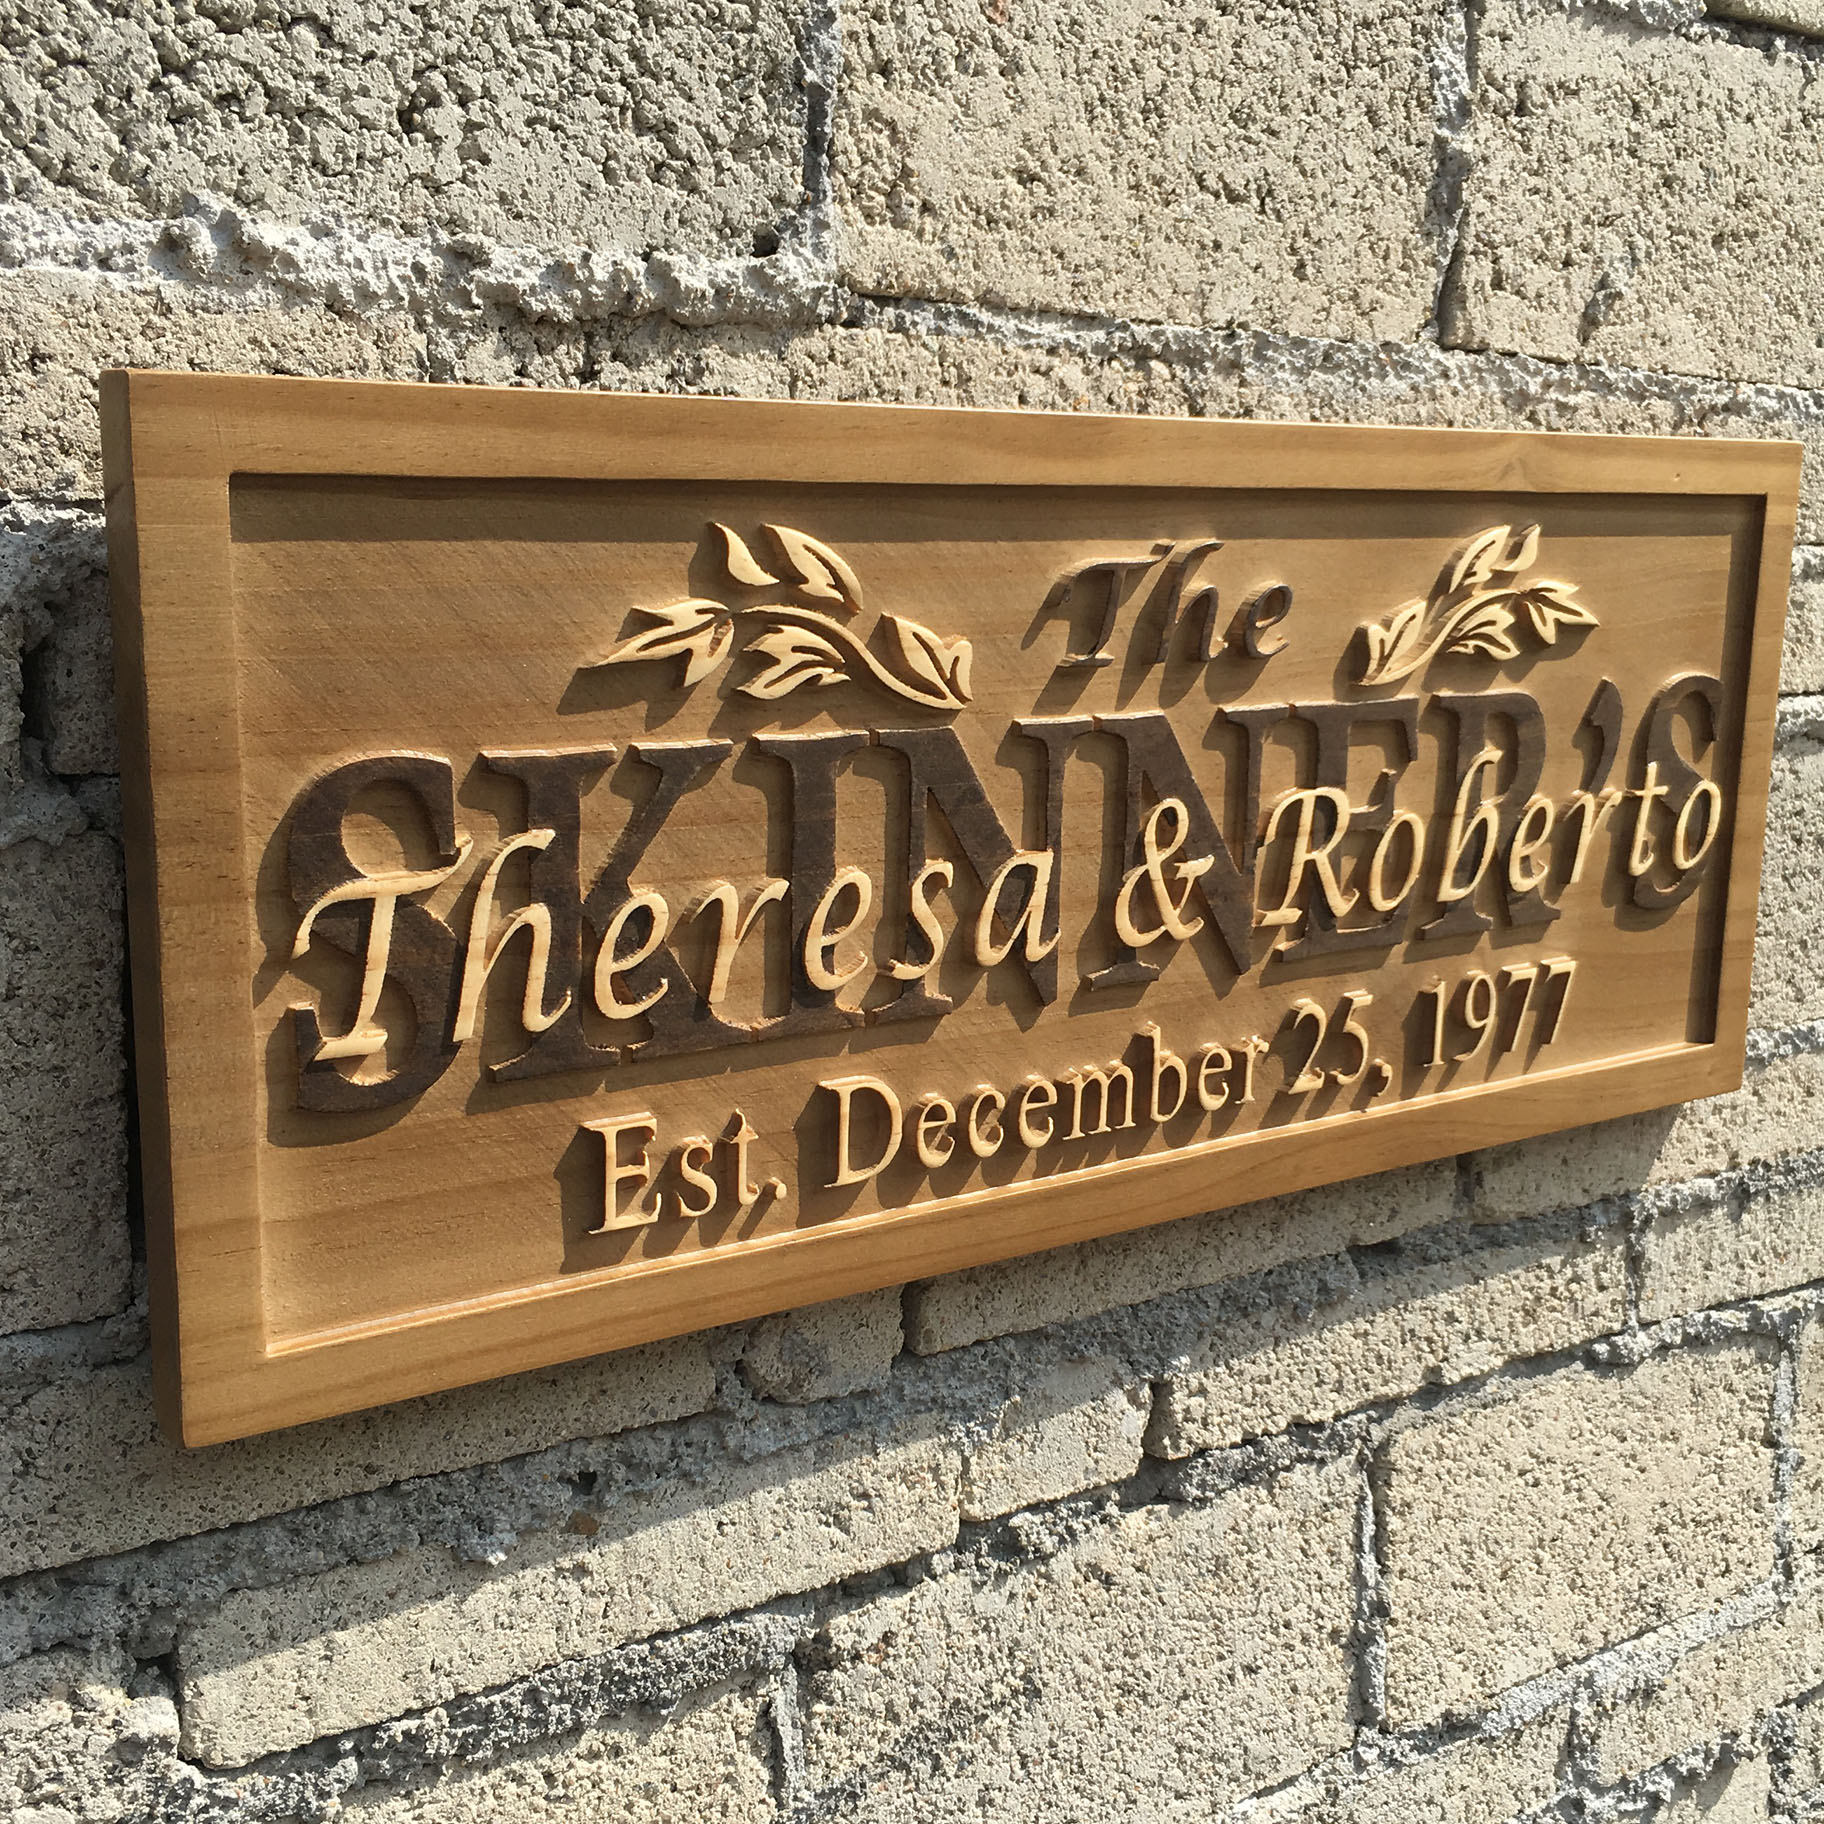 The
SKINNER'S
Theresa & Roberto
Est. December 25, 1977